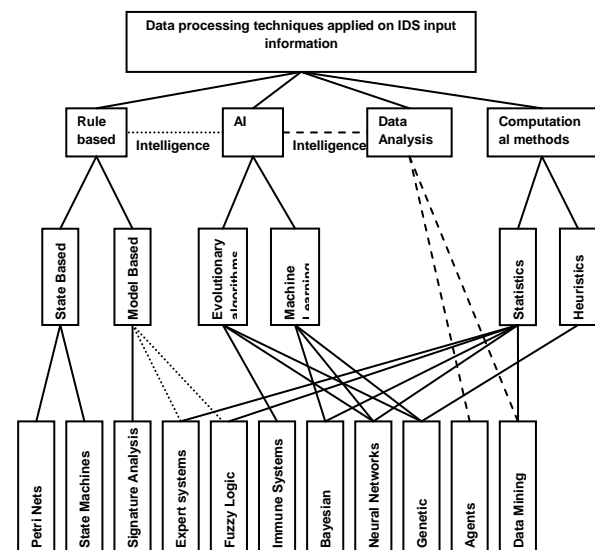 Data processing techniques applied on IDS input
information
Rule
based
AI
Data
Analysis
Computation
al methods
Intelligence
Intelligence
State Based
Model Based
Evolutionary
algorithms
Machine
Learning
Statistics
Heuristics
Petri Nets
State Machines
Signature Analysis
Expert systems
Fuzzy Logic
Immune Systems
Bayesian
Neural Networks
Genetic
Agents
Data Mining